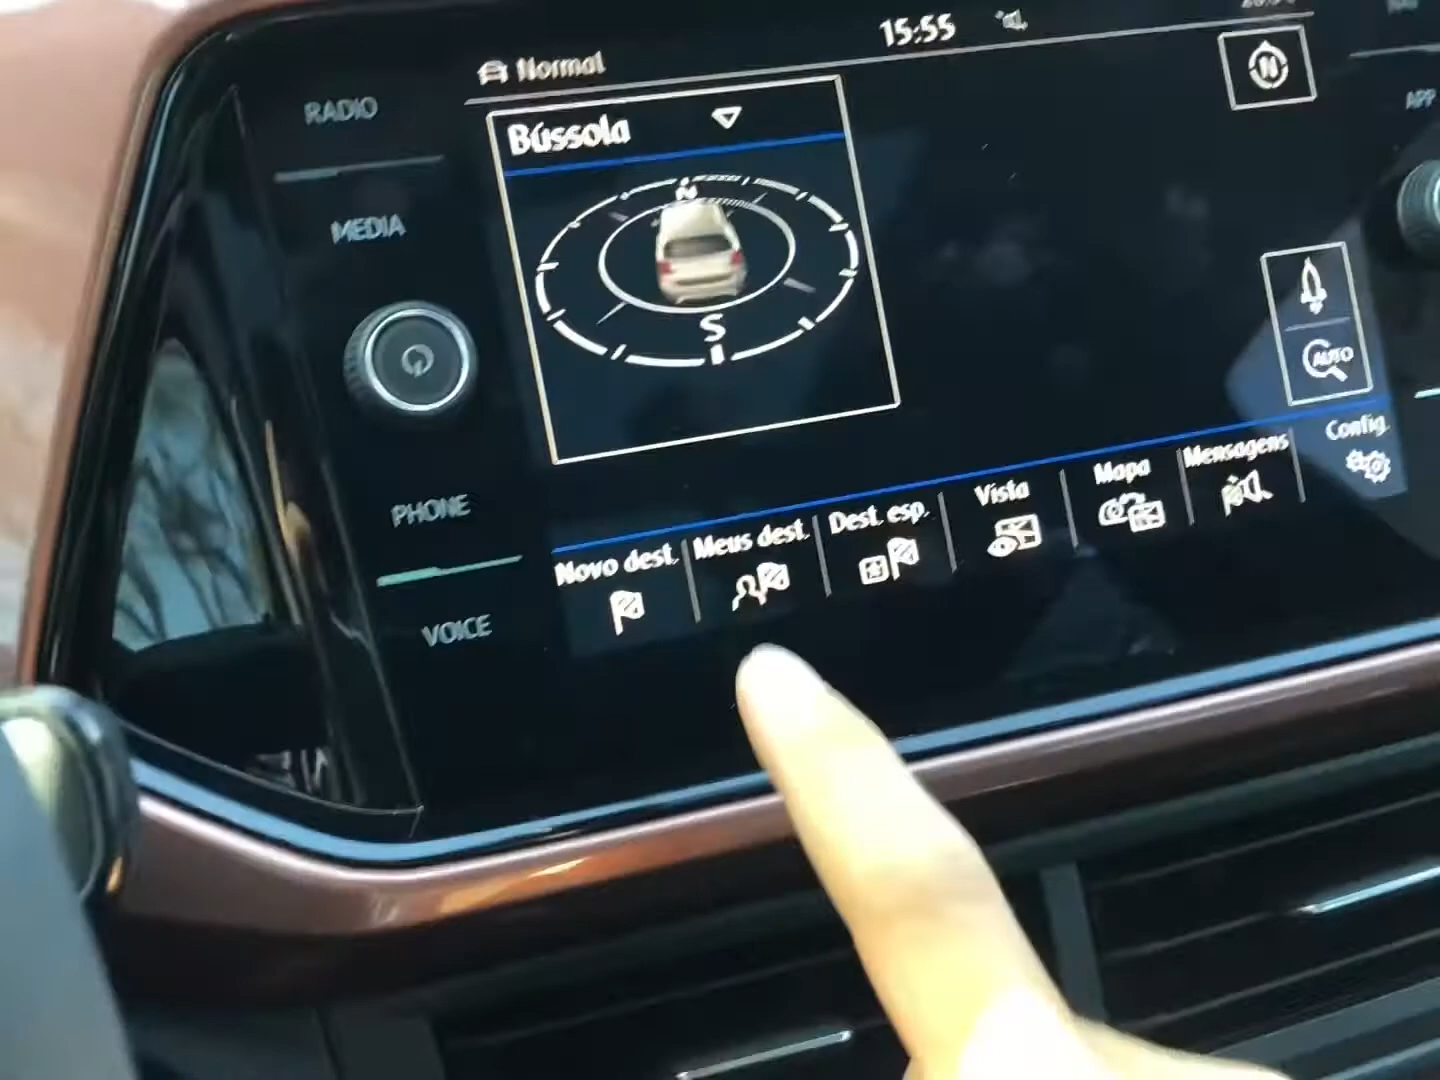 15:55
Normal
RADIO
MEDIA
PHONE
VOICE
APP
Bússola
N
S
N
AUTO
Novo dest.
Meus dest.
Dest. esp.
Vista
Mapa
Mensagens
Config.